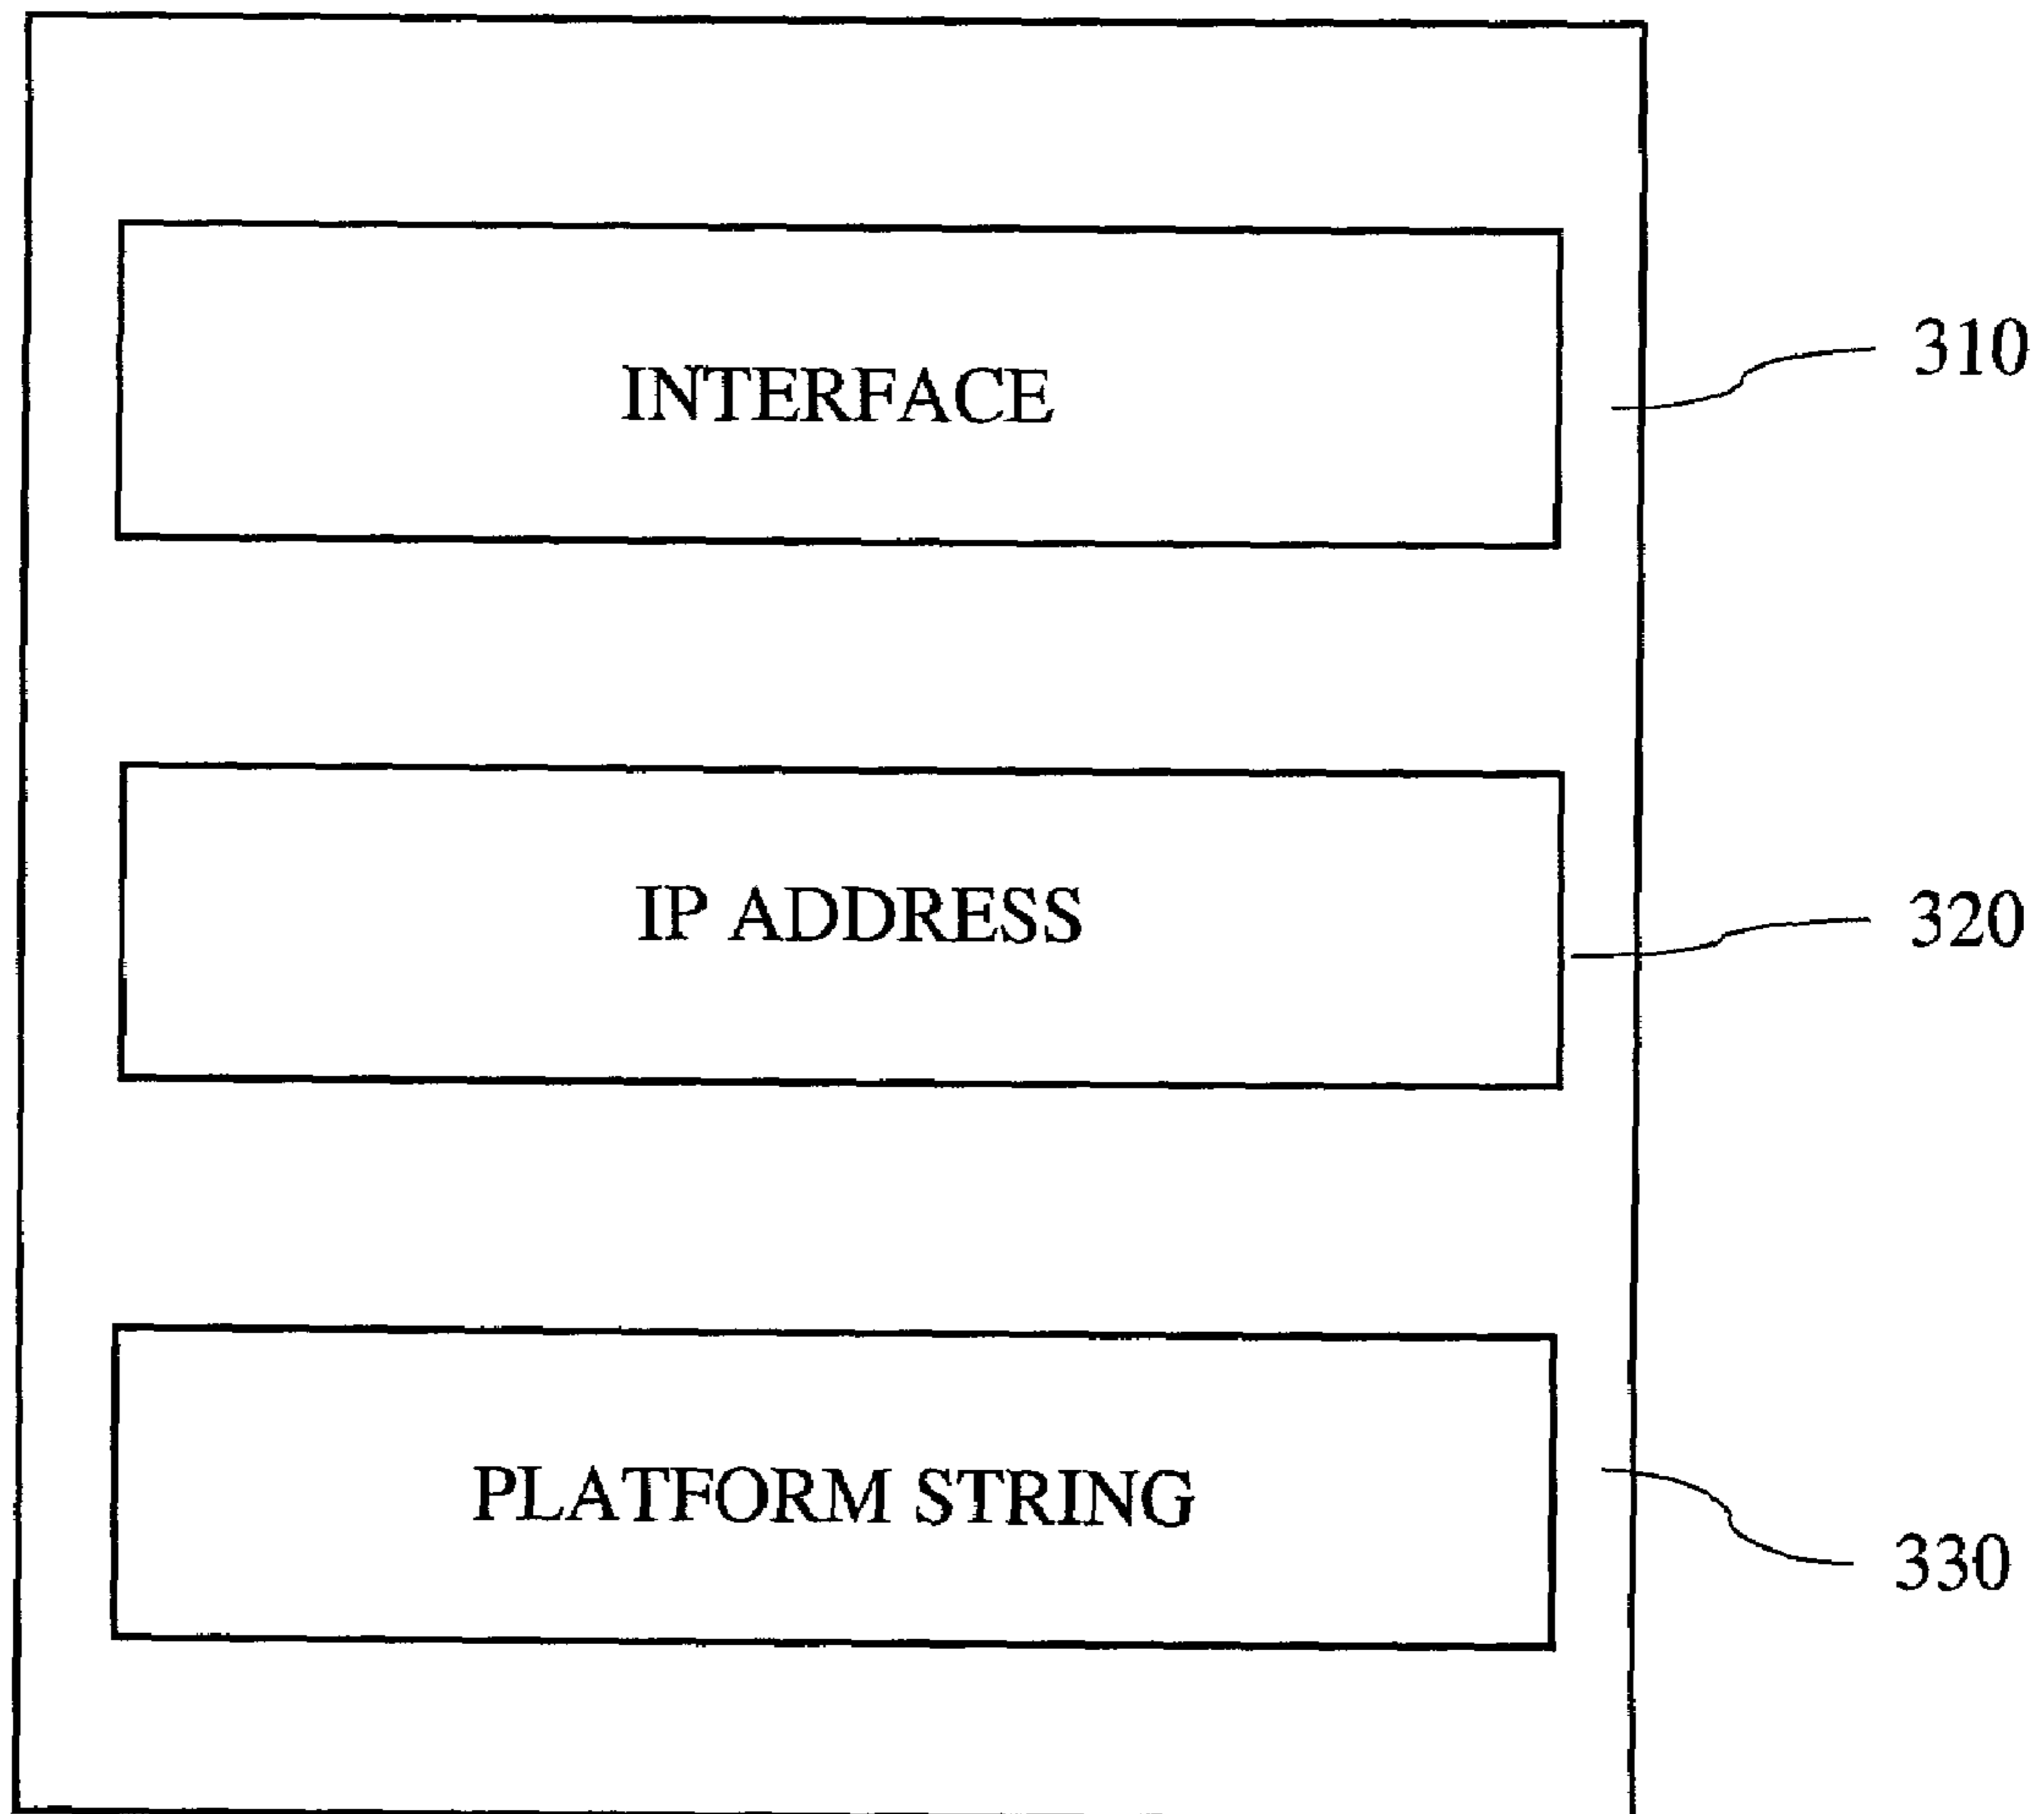 INTERFACE
310
IP ADDRESS
320
PLATFORM STRING
330